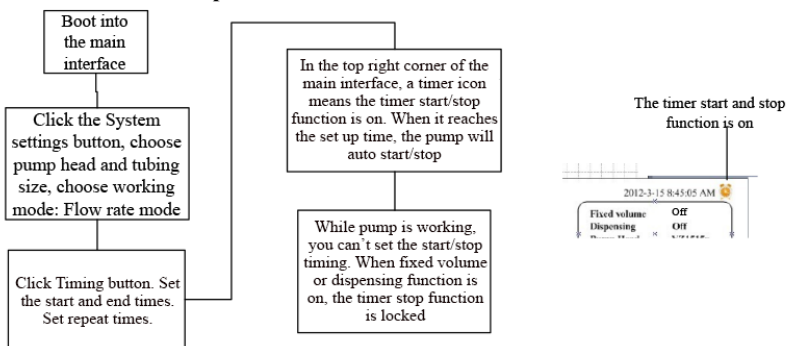 Boot into
the main
interface
Click the System
settings button, choose
pump head and tubing
size, choose working
mode: Flow rate mode
Click Timing button. Set
the start and end times.
Set repeat times.
In the top right corner of the
main interface, a timer icon
means the timer start/stop
function is on. When it reaches
the set up time, the pump will
auto start/stop
While pump is working,
you can't set the start/stop
timing. When fixed volume
or dispensing function is
on, the timer stop function
is locked
The timer start and stop
function is on
2012-3-15 8:45:05 AM
Fixed volume Off
Dispensing Off